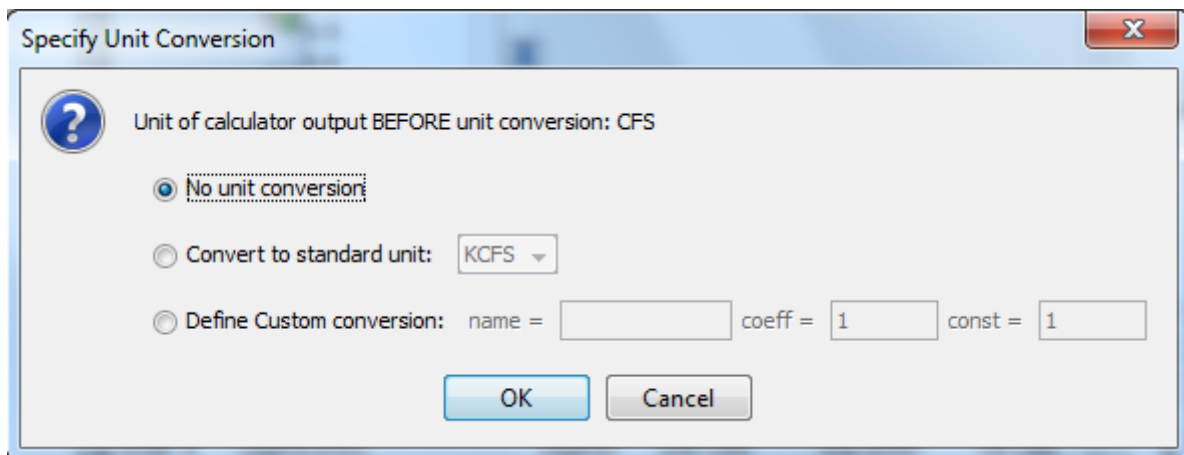 Specify Unit Conversion
Unit of calculator output BEFORE unit conversion: CFS
No unit conversion
Convert to standard unit: KCFS
Define Custom conversion: name = coeff = 1 const = 1
OK Cancel